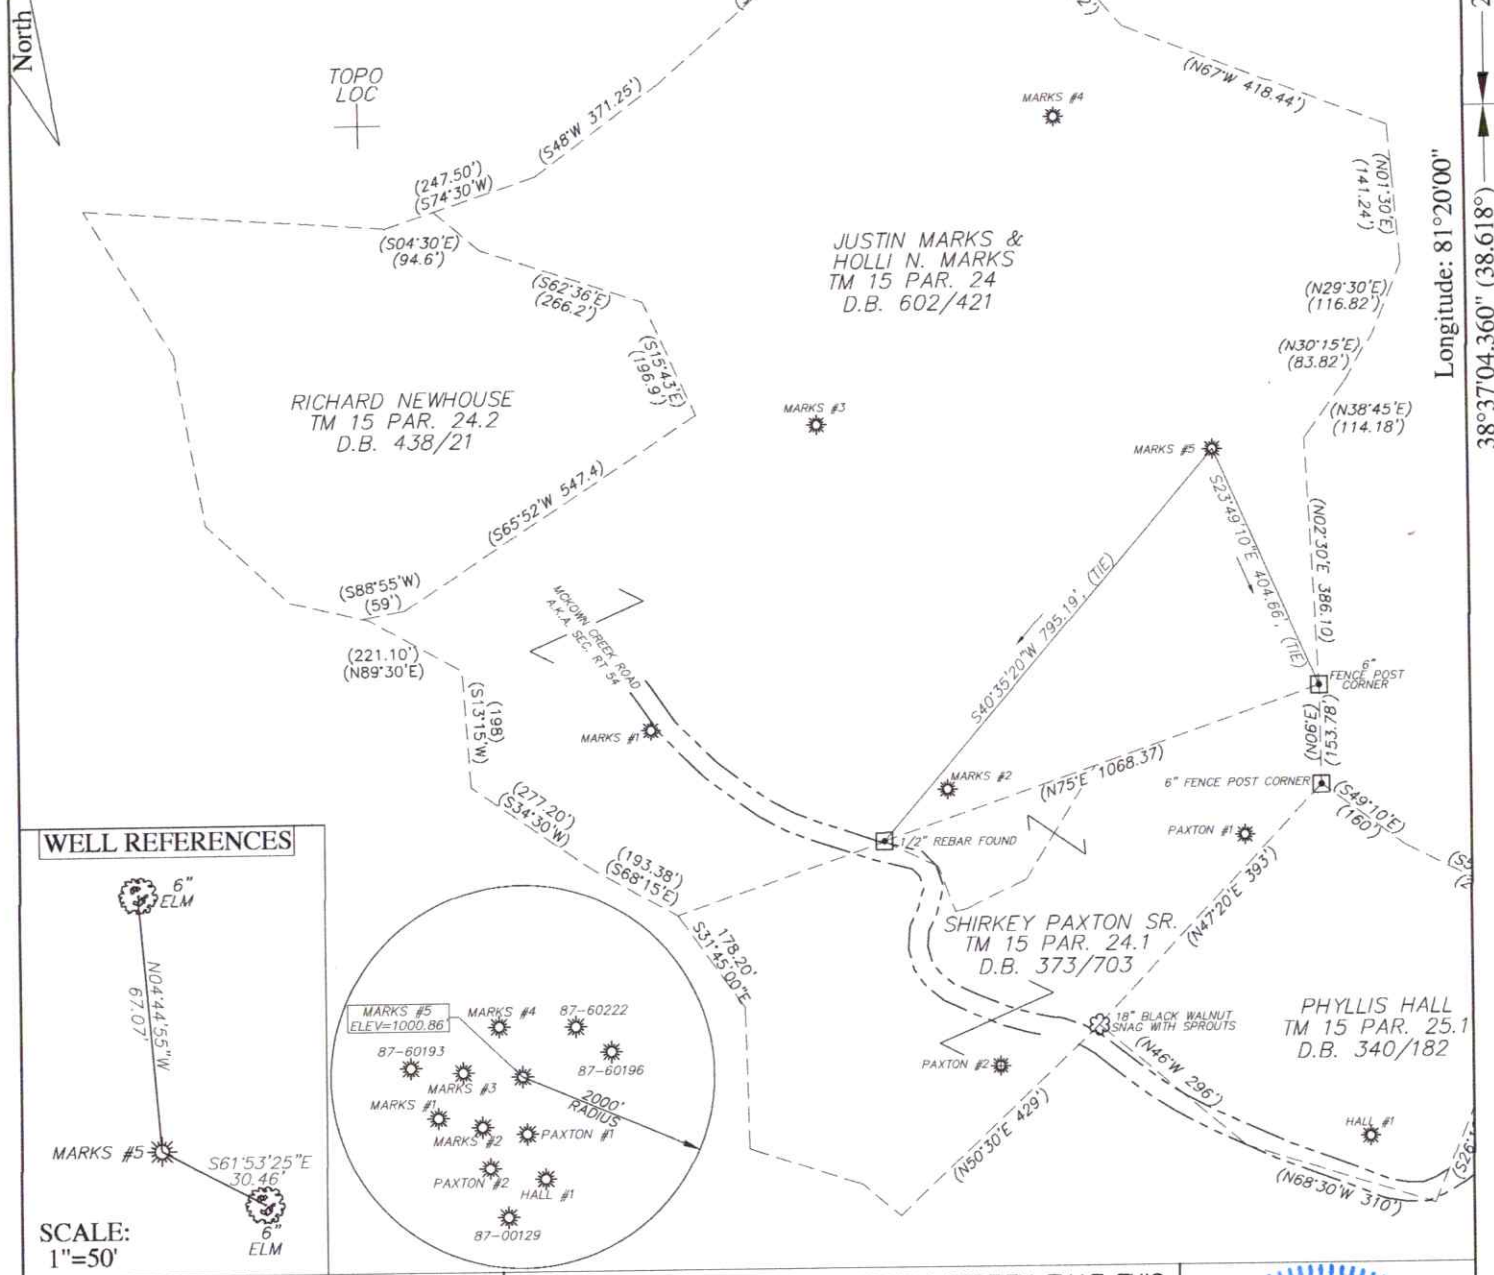 North
TOPO
LOC
(S48°W 371.25')
(247.50')
(S74°30'W)
(S04°30'E)
(94.6')
(S62°36'E)
(266.2')
(S15°43'E)
(196.9')
RICHARD NEWHOUSE
TM 15 PAR. 24.2
D.B. 438/21
(S65°52'W 547.4)
(S88°55'W)
(59')
(221.10')
(N89°30'E)
(198)
(S13°15'W)
(277.20')
(S34°30'W)
(193.38')
(S68°15'E)
178.20'
S31°45'00"E
MARKS #4
(N67°W 418.44')
(N01°30'E)
(141.24')
JUSTIN MARKS &
HOLLI N. MARKS
TM 15 PAR. 24
D.B. 602/421
(N29°30'E)
(116.82')
(N30°15'E)
(83.82')
(N38°45'E)
(114.18')
Longitude: 81°20'00"
38°37'04.360" (38.618°)
MARKS #3
MARKS #5
S23°49'10"E 404.66', (TIE)
S40°35'20"W 795.19', (TIE)
(N02°30'E 386.10)
MCKOWN CREEK ROAD
A.K.A. SEC. RT 54
MARKS #1
MARKS #2
6"
FENCE POST
CORNER
(N06°E)
(153.78')
(N75°E 1068.37)
6" FENCE POST CORNER
(S49°10'E)
(160')
PAXTON #1
1/2" REBAR FOUND
(N47°20'E 393')
SHIRKEY PAXTON SR.
TM 15 PAR. 24.1
D.B. 373/703
PHYLLIS HALL
TM 15 PAR. 25.1
D.B. 340/182
18" BLACK WALNUT
SNAG WITH SPROUTS
PAXTON #2
(N46°W 296')
(N50°30'E 429')
HALL #1
(N68°30'W 310')
WELL REFERENCES
6"
ELM
N04°44'55"W
67.07'
MARKS #5
S61°53'25"E
30.46'
6"
ELM
SCALE:
1"=50'
MARKS #5
ELEV=1000.86'
MARKS #4
87-60222
87-60193
87-60196
MARKS #3
2000'
RADIUS
MARKS #1
MARKS #2
PAXTON #1
PAXTON #2
HALL #1
87-00129